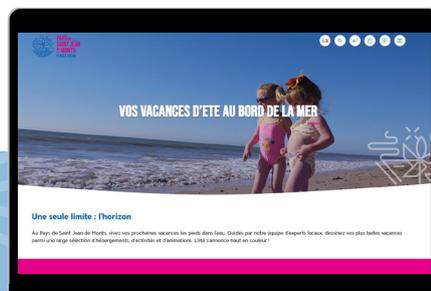 PAYS DE
SAINT JEAN
DE MONTS
VOS VACANCES D'ETE AU BORD DE LA MER
Une seule limite : l'horizon
Au Pays de Saint Jean de Monts, vivez vos prochaines vacances les pieds dans l'eau. Guidés par notre équipe d'experts locaux, dessinez vos plus belles vacances
parmi une large sélection d'hébergements, d'activités et d'animations. L'été s'annonce haut en couleur !